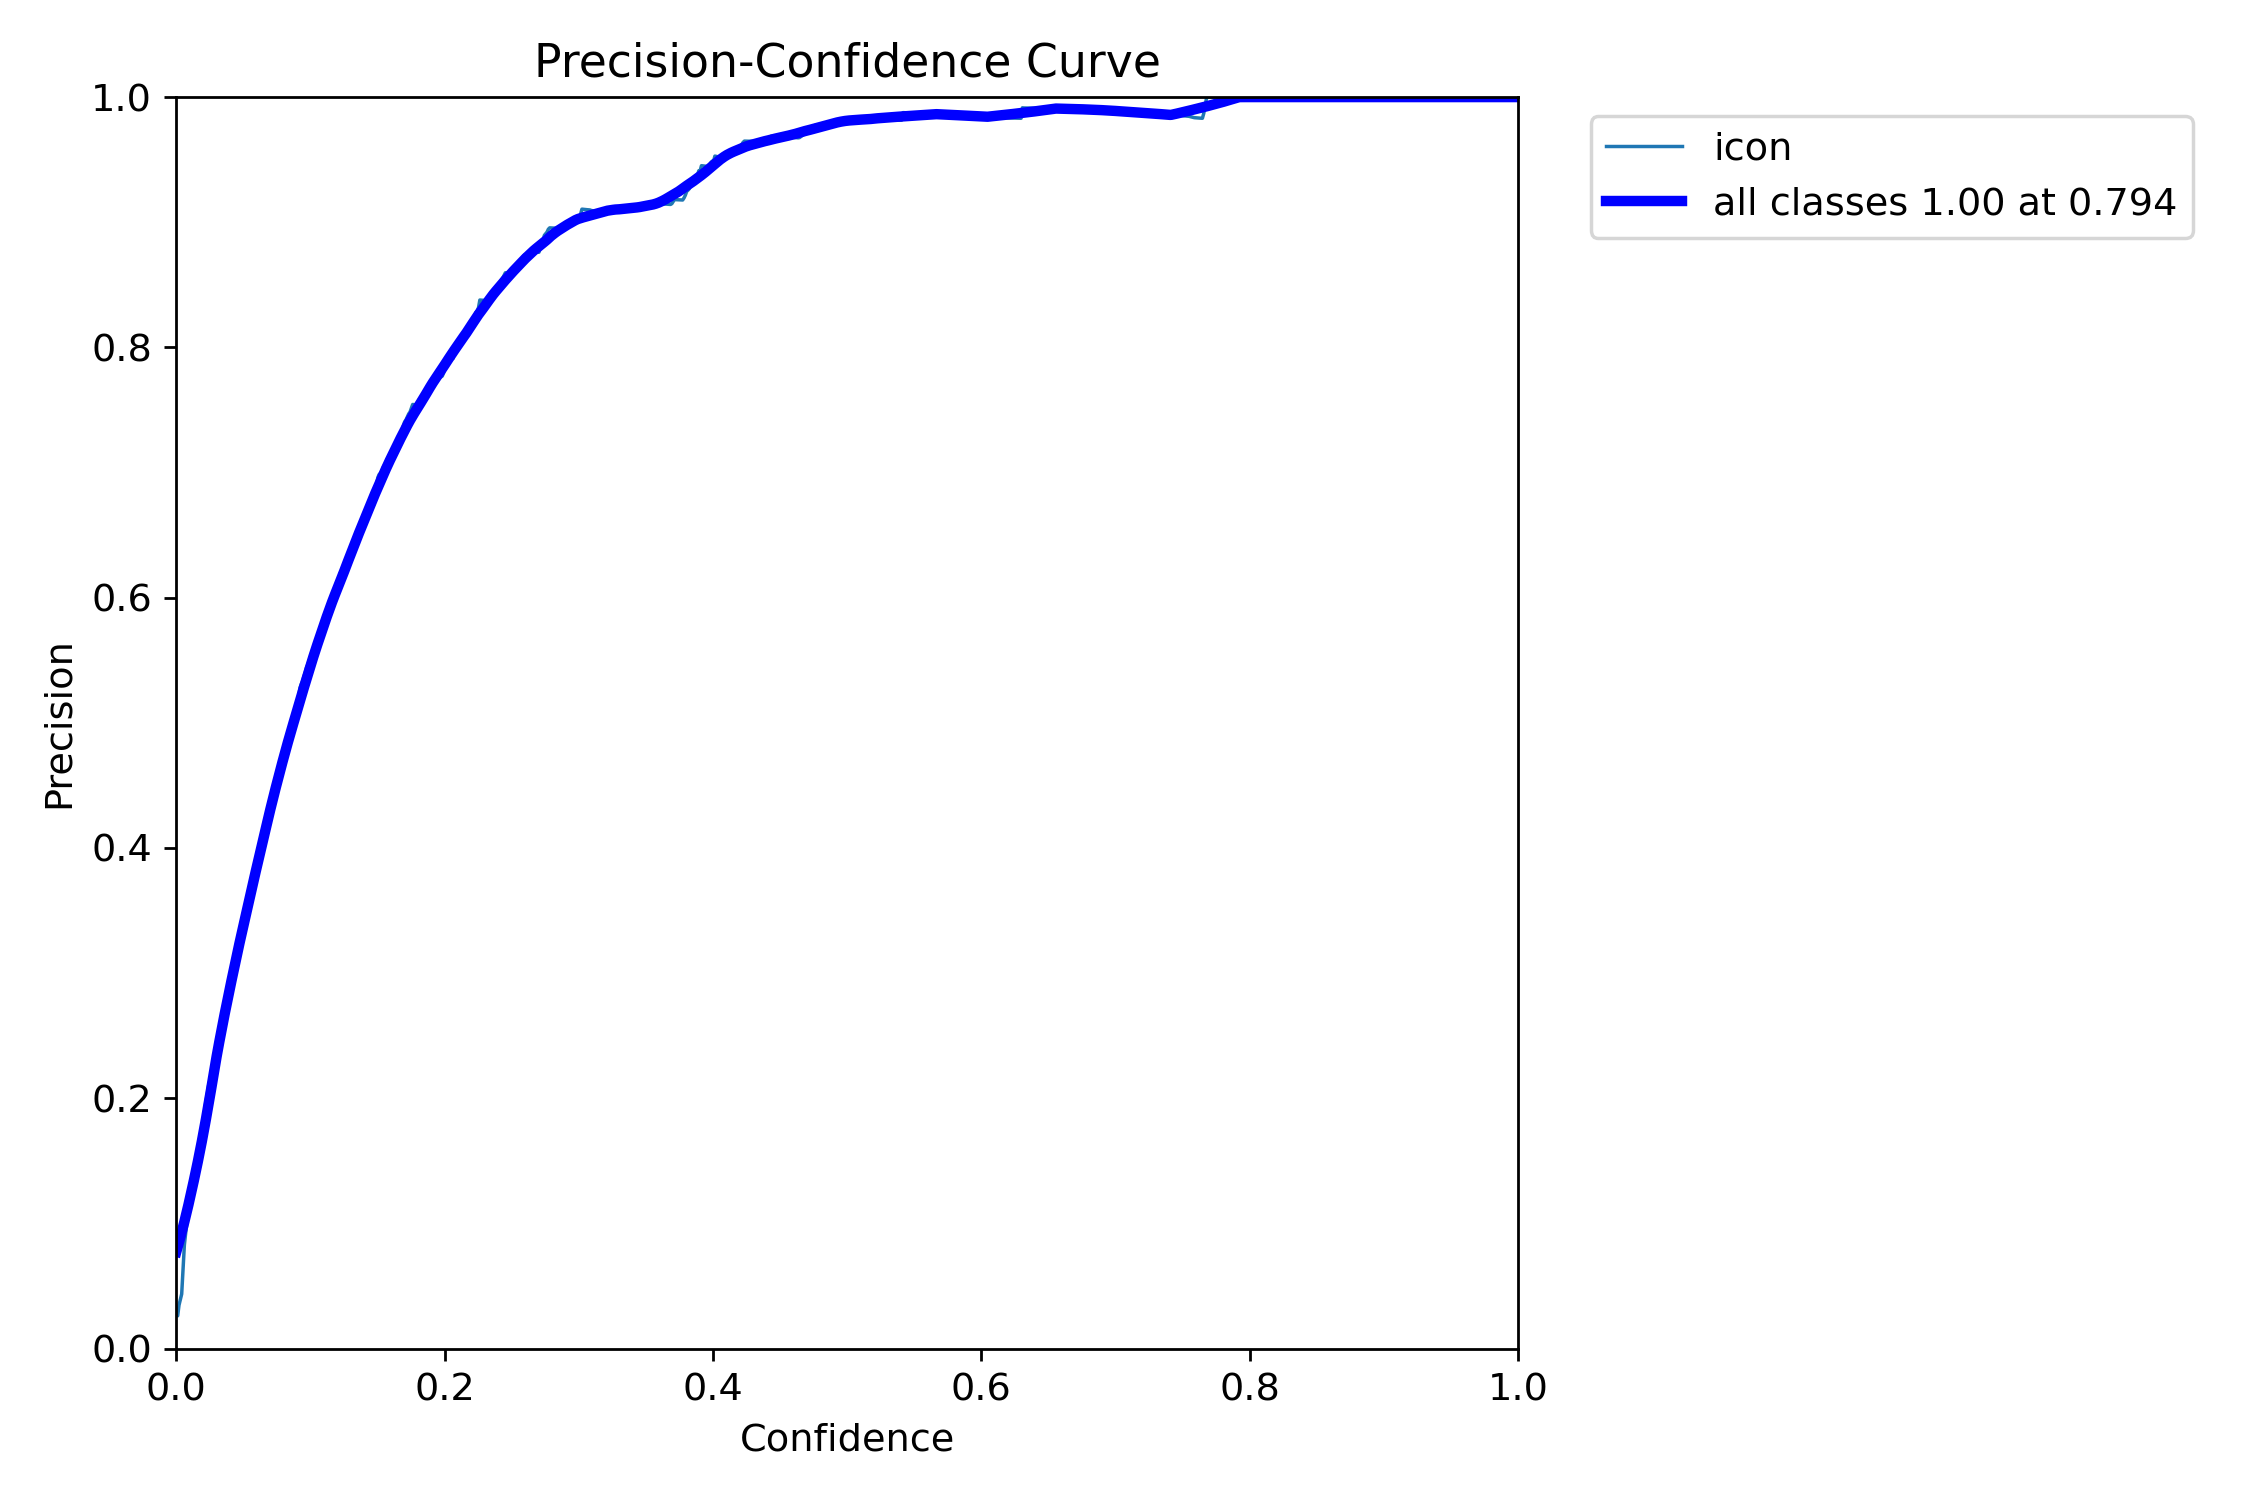 Precision-Confidence Curve
1.0
0.8
0.6
0.4
0.2
0.0
Precision
0.0 0.2 0.4 0.6 0.8 1.0
Confidence
icon
all classes 1.00 at 0.794